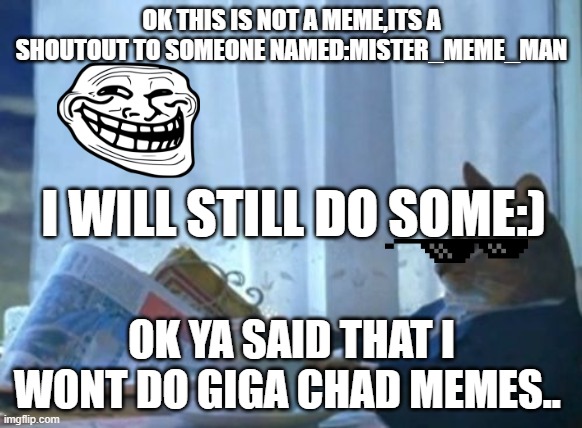 OK THIS IS NOT A MEME,ITS A
SHOUTOUT TO SOMEONE NAMED:MISTER_MEME_MAN
I WILL STILL DO SOME:)
OK YA SAID THAT I
WONT DO GIGA CHAD MEMES..
imgflip.com